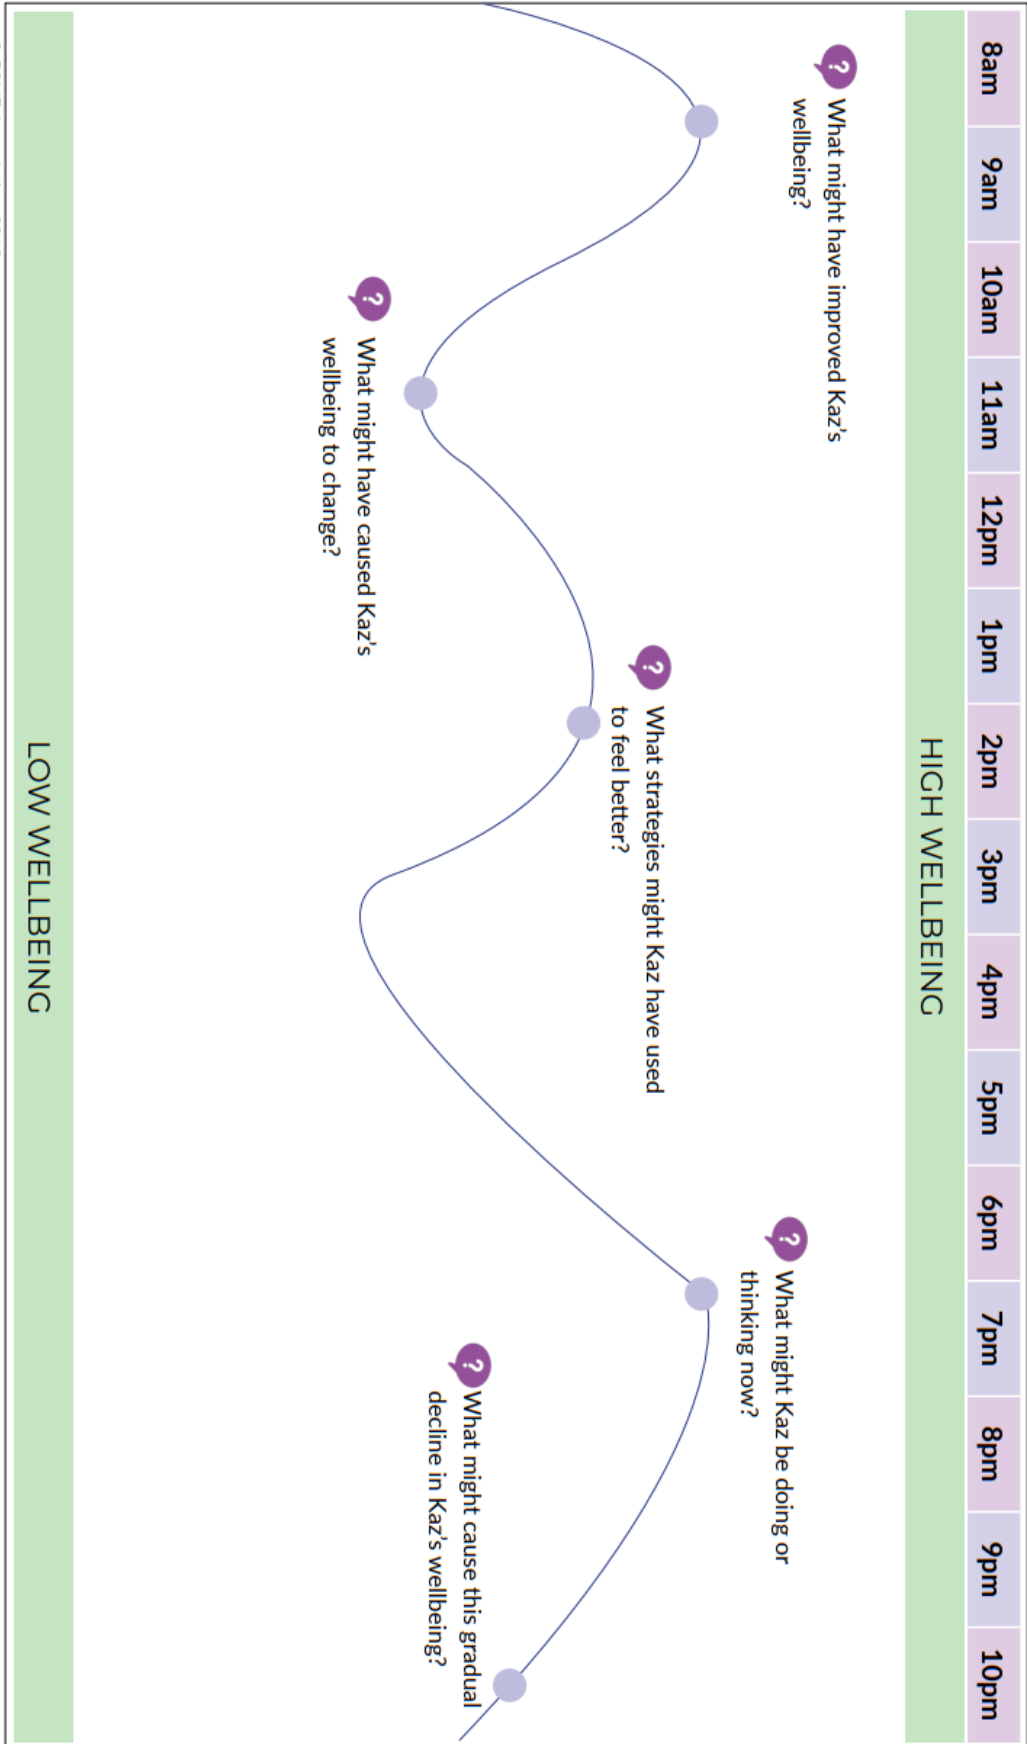 8am 9am 10am 11am 12pm 1pm 2pm 3pm 4pm 5pm 6pm 7pm 8pm 9pm 10pm
HIGH WELLBEING
? What might have improved Kaz's
wellbeing?
? What might have caused Kaz's
wellbeing to change?
? What strategies might Kaz have used
to feel better?
? What might Kaz be doing or
thinking now?
? What might cause this gradual
decline in Kaz's wellbeing?
LOW WELLBEING